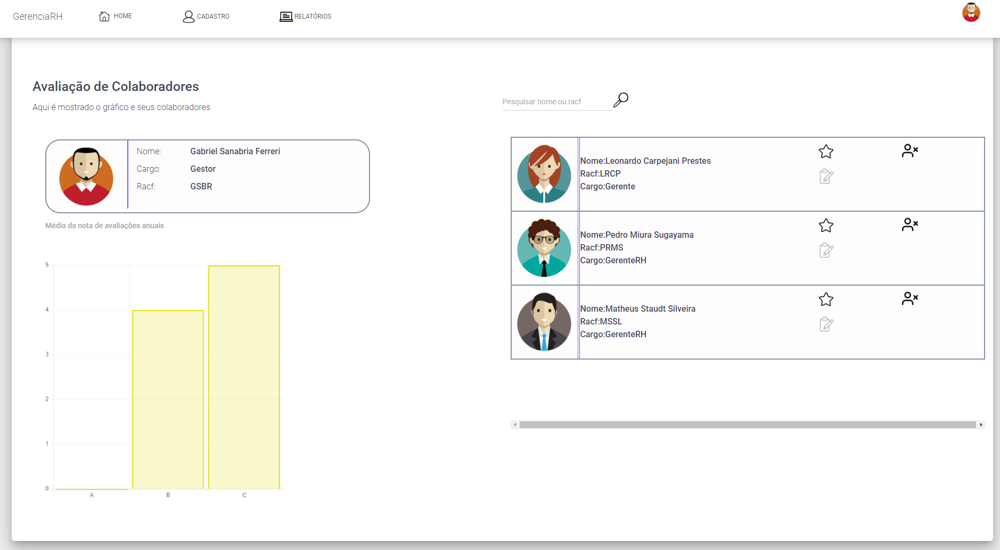 GerenciaRH
HOME
CADASTRO
RELATÓRIOS
Avaliação de Colaboradores
Aqui é mostrado o gráfico e seus colaboradores
Nome: Gabriel Sanabria Ferreri
Cargo: Gestor
Racf: GSBR
Média da nota de avaliações anuais
5
4
3
2
1
0
A B C
Pesquisar nome ou racf
Nome:Leonardo Carpejani Prestes
Racf:LRCP
Cargo:Gerente
Nome:Pedro Miura Sugayama
Racf:PRMS
Cargo:GerenteRH
Nome:Matheus Staudt Silveira
Racf:MSSL
Cargo:GerenteRH